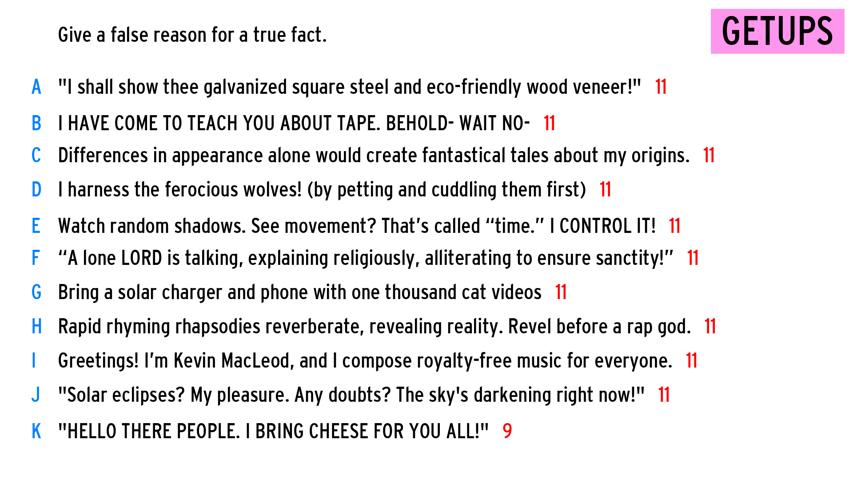 Give a false reason for a true fact.
GETUPS
A "I shall show thee galvanized square steel and eco-friendly wood veneer!" 11
B I HAVE COME TO TEACH YOU ABOUT TAPE. BEHOLD- WAIT NO- 11
C Differences in appearance alone would create fantastical tales about my origins. 11
D I harness the ferocious wolves! (by petting and cuddling them first) 11
E Watch random shadows. See movement? That's called “time.” I CONTROL IT! 11
F “A lone LORD is talking, explaining religiously, alliterating to ensure sanctity!” 11
G Bring a solar charger and phone with one thousand cat videos 11
H Rapid rhyming rhapsodies reverberate, revealing reality. Revel before a rap god. 11
I Greetings! I'm Kevin MacLeod, and I compose royalty-free music for everyone. 11
J "Solar eclipses? My pleasure. Any doubts? The sky's darkening right now!" 11
K "HELLO THERE PEOPLE. I BRING CHEESE FOR YOU ALL!" 9